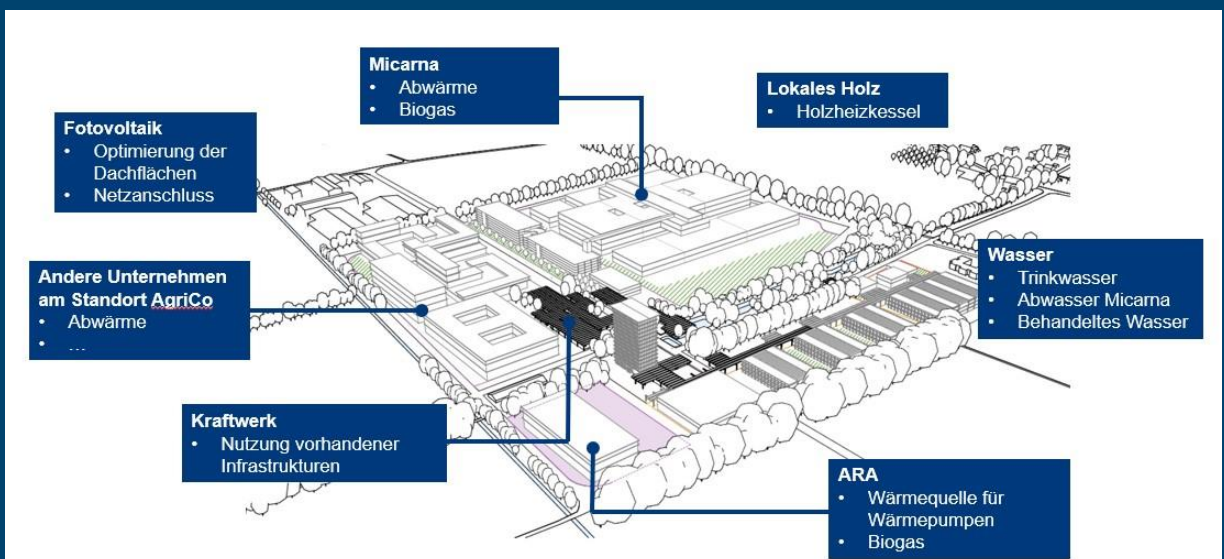 Micarna
• Abwärme
• Biogas
Lokales Holz
• Holzheizkessel
Fotovoltaik
• Optimierung der
Dachflächen
• Netzanschluss
Andere Unternehmen
am Standort AgriCo
• Abwärme
• ...
Wasser
• Trinkwasser
• Abwasser Micarna
• Behandeltes Wasser
Kraftwerk
• Nutzung vorhandener
Infrastrukturen
ARA
• Wärmequelle für
Wärmepumpen
• Biogas